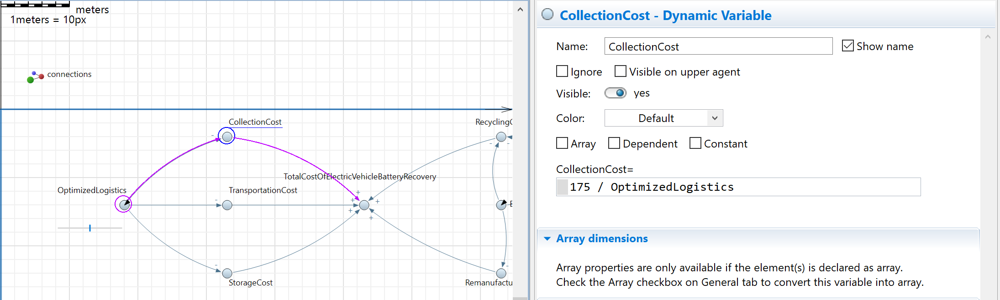 meters
1meters = 10px
connections
CollectionCost
RecyclingC
TotalCostOfElectricVehicleBatteryRecovery
OptimizedLogistics
TransportationCost
StorageCost
Remanufactu
CollectionCost - Dynamic Variable
Name: CollectionCost Show name
Ignore Visible on upper agent
Visible: yes
Color: Default
Array Dependent Constant
CollectionCost=
175 / OptimizedLogistics
Array dimensions
Array properties are only available if the element(s) is declared as array.
Check the Array checkbox on General tab to convert this variable into array.